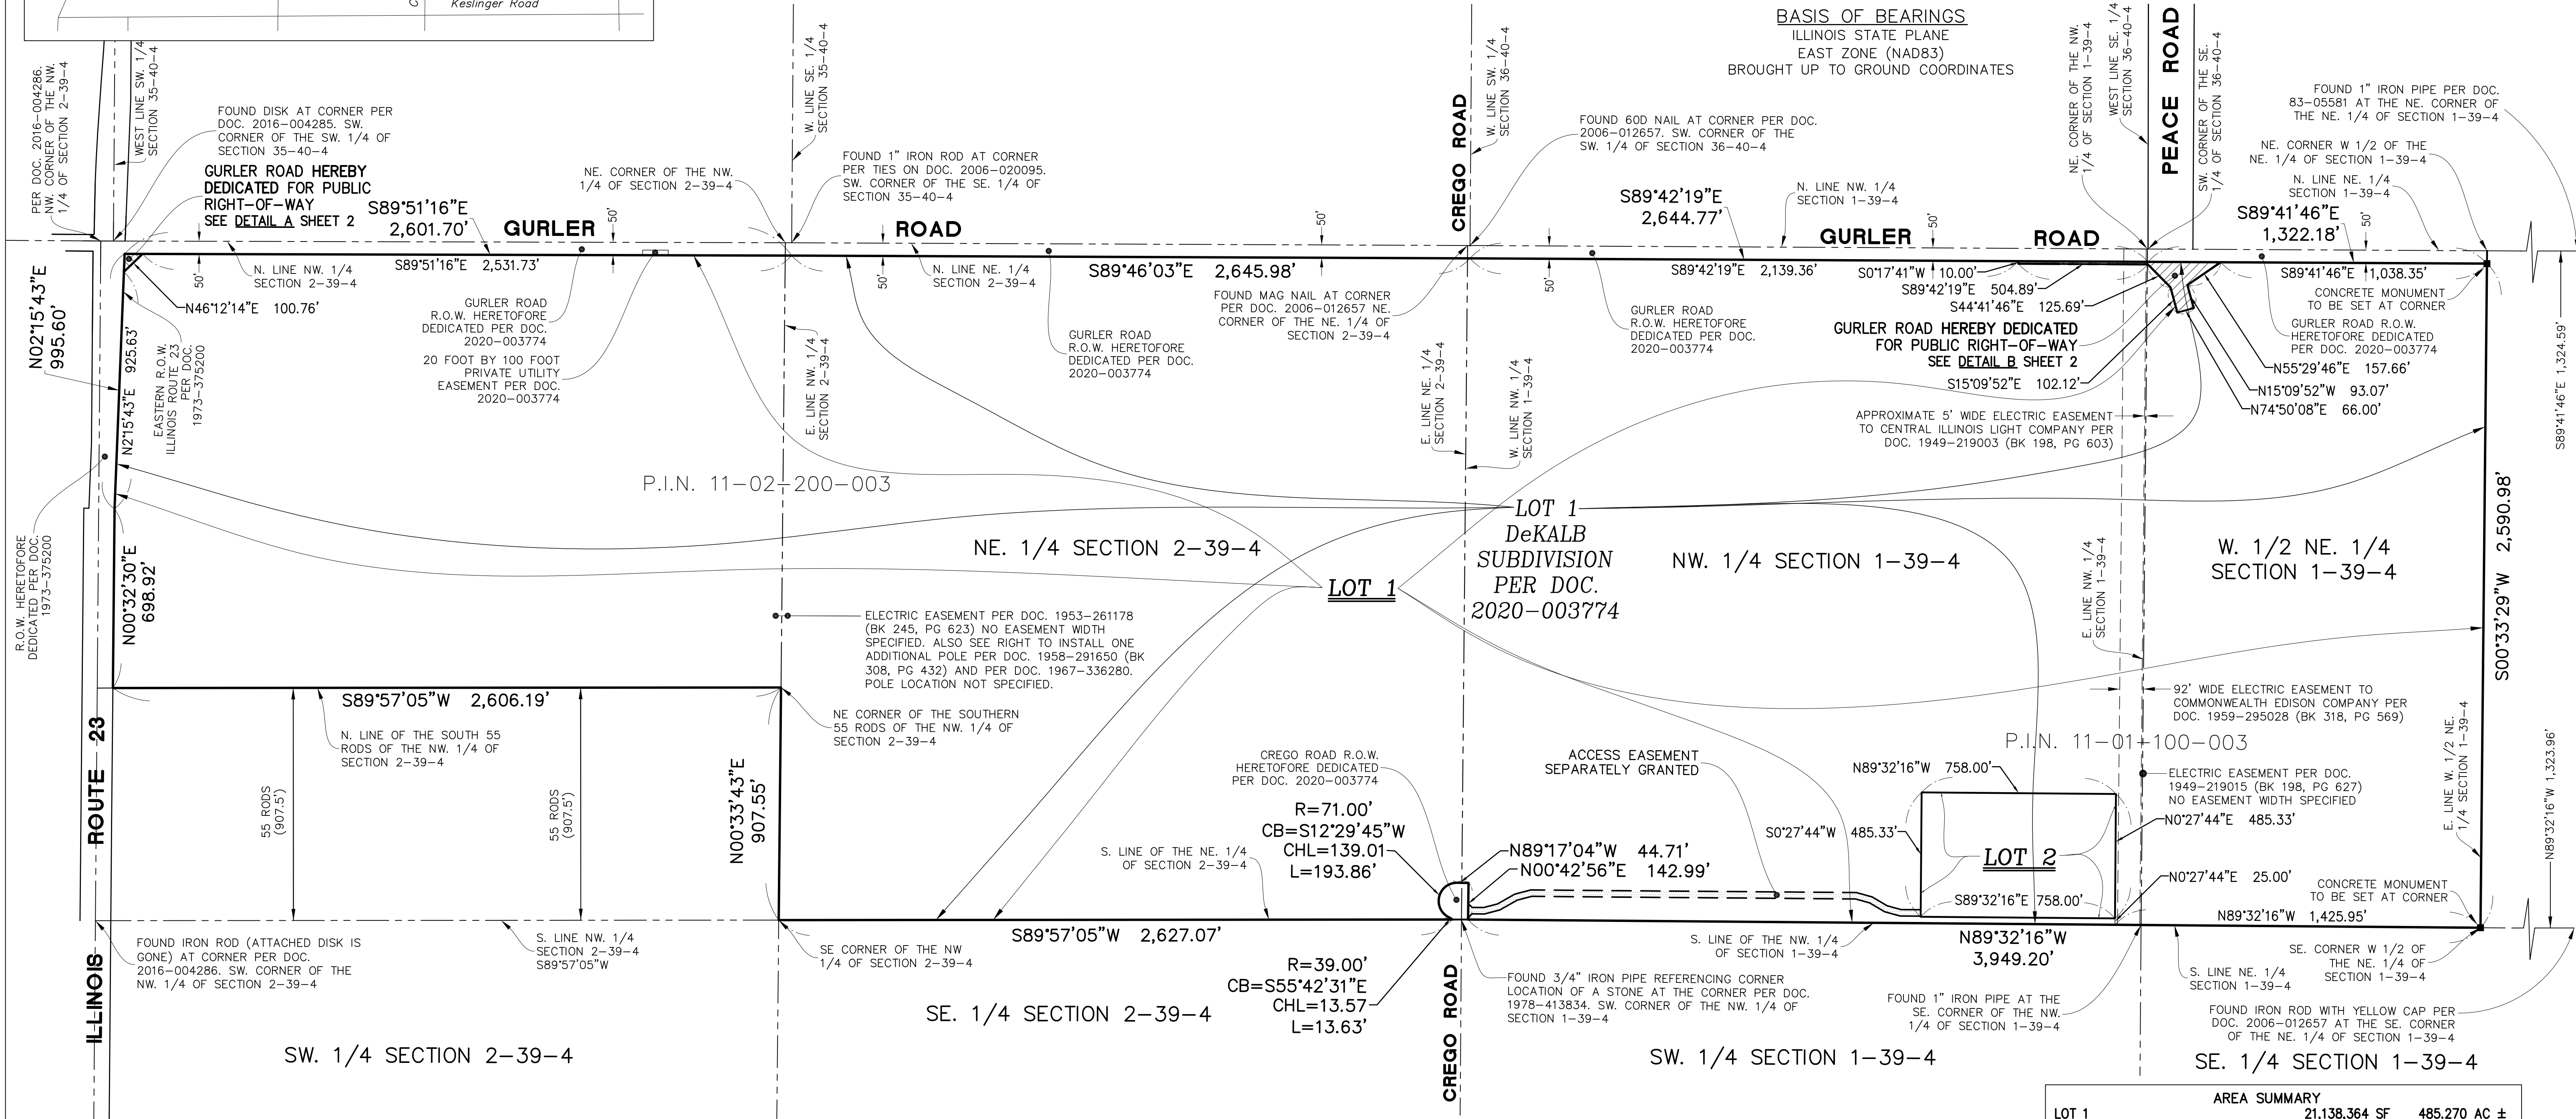 Keslinger Road
BASIS OF BEARINGS
ILLINOIS STATE PLANE
EAST ZONE (NAD83)
BROUGHT UP TO GROUND COORDINATES
PER DOC. 2016-004286.
NW. CORNER OF THE NW.
1/4 OF SECTION 2-39-4
WEST LINE SW. 1/4
SECTION 35-40-4
FOUND DISK AT CORNER PER
DOC. 2016-004285. SW.
CORNER OF THE SW. 1/4 OF
SECTION 35-40-4
GURLER ROAD HEREBY
DEDICATED FOR PUBLIC
RIGHT-OF-WAY
SEE DETAIL A SHEET 2
S89°51'16"E
2,601.70'
GURLER
50'
NE. CORNER OF THE NW.
1/4 OF SECTION 2-39-4
W. LINE SE. 1/4
SECTION 35-40-4
FOUND 1" IRON ROD AT CORNER
PER TIES ON DOC. 2006-020095.
SW. CORNER OF THE SE. 1/4 OF
SECTION 35-40-4
ROAD
50'
CREGO ROAD
W. LINE SW. 1/4
SECTION 36-40-4
FOUND 60D NAIL AT CORNER PER DOC.
2006-012657. SW. CORNER OF THE
SW. 1/4 OF SECTION 36-40-4
S89°42'19"E
2,644.77'
N. LINE NW. 1/4
SECTION 1-39-4
GURLER
50'
ROAD
NE. CORNER OF THE NW.
1/4 OF SECTION 1-39-4
WEST LINE SE. 1/4
SECTION 36-40-4
PEACE ROAD
SW. CORNER OF THE SE.
1/4 OF SECTION 36-40-4
FOUND 1" IRON PIPE PER DOC.
83-05581 AT THE NE. CORNER OF
THE NE. 1/4 OF SECTION 1-39-4
NE. CORNER W 1/2 OF THE
NE. 1/4 OF SECTION 1-39-4
N. LINE NE. 1/4
SECTION 1-39-4
S89°41'46"E
1,322.18'
50'
N02°15'43"E
995.60'
50'
N. LINE NW. 1/4
SECTION 2-39-4
S89°51'16"E 2,531.73'
N46°12'14"E 100.76'
N2°15'43"E 925.63'
EASTERN R.O.W.
ILLINOIS ROUTE 23
PER DOC.
1973-375200
GURLER ROAD
R.O.W. HERETOFORE
DEDICATED PER DOC.
2020-003774
20 FOOT BY 100 FOOT
PRIVATE UTILITY
EASEMENT PER DOC.
2020-003774
E. LINE NW. 1/4
SECTION 2-39-4
50'
N. LINE NE. 1/4
SECTION 2-39-4
S89°46'03"E 2,645.98'
GURLER ROAD
R.O.W. HERETOFORE
DEDICATED PER DOC.
2020-003774
FOUND MAG NAIL AT CORNER
PER DOC. 2006-012657 NE.
CORNER OF THE NE. 1/4 OF
SECTION 2-39-4
50'
E. LINE NE. 1/4
SECTION 2-39-4
W. LINE NW. 1/4
SECTION 1-39-4
S89°42'19"E 2,139.36'
GURLER ROAD
R.O.W. HERETOFORE
DEDICATED PER DOC.
2020-003774
S0°17'41"W 10.00'
S89°42'19"E 504.89'
S44°41'46"E 125.69'
GURLER ROAD HEREBY DEDICATED
FOR PUBLIC RIGHT-OF-WAY
SEE DETAIL B SHEET 2
S15°09'52"E 102.12'
APPROXIMATE 5' WIDE ELECTRIC EASEMENT
TO CENTRAL ILLINOIS LIGHT COMPANY PER
DOC. 1949-219003 (BK 198, PG 603)
S89°41'46"E 1,038.35'
CONCRETE MONUMENT
TO BE SET AT CORNER
GURLER ROAD R.O.W.
HERETOFORE DEDICATED
PER DOC. 2020-003774
N55°29'46"E 157.66'
N15°09'52"W 93.07'
N74°50'08"E 66.00'
S89°41'46"E 1,324.59'
P.I.N. 11-02-200-003
R.O.W. HERETOFORE
DEDICATED PER DOC.
1973-375200
N00°32'30"E
698.92'
NE. 1/4 SECTION 2-39-4
LOT 1
LOT 1
DeKALB
SUBDIVISION
PER DOC.
2020-003774
NW. 1/4 SECTION 1-39-4
E. LINE NW. 1/4
SECTION 1-39-4
W. 1/2 NE. 1/4
SECTION 1-39-4
S00°33'29"W 2,590.98'
ELECTRIC EASEMENT PER DOC. 1953-261178
(BK 245, PG 623) NO EASEMENT WIDTH
SPECIFIED. ALSO SEE RIGHT TO INSTALL ONE
ADDITIONAL POLE PER DOC. 1958-291650 (BK
308, PG 432) AND PER DOC. 1967-336280.
POLE LOCATION NOT SPECIFIED.
S89°57'05"W 2,606.19'
N. LINE OF THE SOUTH 55
RODS OF THE NW. 1/4 OF
SECTION 2-39-4
NE CORNER OF THE SOUTHERN
55 RODS OF THE NW. 1/4 OF
SECTION 2-39-4
ILLINOIS ROUTE 23
55 RODS
(907.5')
55 RODS
(907.5')
N00°33'43"E
907.55'
CREGO ROAD R.O.W.
HERETOFORE DEDICATED
PER DOC. 2020-003774
R=71.00'
CB=S12°29'45"W
CHL=139.01
L=193.86'
S. LINE OF THE NE. 1/4
OF SECTION 2-39-4
N89°17'04"W 44.71'
N00°42'56"E 142.99'
ACCESS EASEMENT
SEPARATELY GRANTED
N89°32'16"W 758.00'
S0°27'44"W 485.33'
LOT 2
S89°32'16"E 758.00'
92' WIDE ELECTRIC EASEMENT TO
COMMONWEALTH EDISON COMPANY PER
DOC. 1959-295028 (BK 318, PG 569)
P.I.N. 11-01-100-003
ELECTRIC EASEMENT PER DOC.
1949-219015 (BK 198, PG 627)
NO EASEMENT WIDTH SPECIFIED
N0°27'44"E 485.33'
N0°27'44"E 25.00'
E. LINE W. 1/2 NE.
1/4 SECTION 1-39-4
N89°32'16"W 1,323.96'
CONCRETE MONUMENT
TO BE SET AT CORNER
N89°32'16"W 1,425.95'
FOUND IRON ROD (ATTACHED DISK IS
GONE) AT CORNER PER DOC.
2016-004286. SW. CORNER OF THE
NW. 1/4 OF SECTION 2-39-4
S. LINE NW. 1/4
SECTION 2-39-4
S89°57'05"W
SE CORNER OF THE NW
1/4 OF SECTION 2-39-4
S89°57'05"W 2,627.07'
R=39.00'
CB=S55°42'31"E
CHL=13.57
L=13.63'
CREGO ROAD
FOUND 3/4" IRON PIPE REFERENCING CORNER
LOCATION OF A STONE AT THE CORNER PER DOC.
1978-413834. SW. CORNER OF THE NW. 1/4 OF
SECTION 1-39-4
S. LINE OF THE NW. 1/4
OF SECTION 1-39-4
N89°32'16"W
3,949.20'
FOUND 1" IRON PIPE AT THE
SE. CORNER OF THE NW.
1/4 OF SECTION 1-39-4
S. LINE NE. 1/4
SECTION 1-39-4
SE. CORNER W 1/2 OF
THE NE. 1/4 OF
SECTION 1-39-4
FOUND IRON ROD WITH YELLOW CAP PER
DOC. 2006-012657 AT THE SE. CORNER
OF THE NE. 1/4 OF SECTION 1-39-4
SW. 1/4 SECTION 2-39-4
SE. 1/4 SECTION 2-39-4
SW. 1/4 SECTION 1-39-4
SE. 1/4 SECTION 1-39-4
AREA SUMMARY
LOT 1 21,138,364 SF 485.270 AC ±